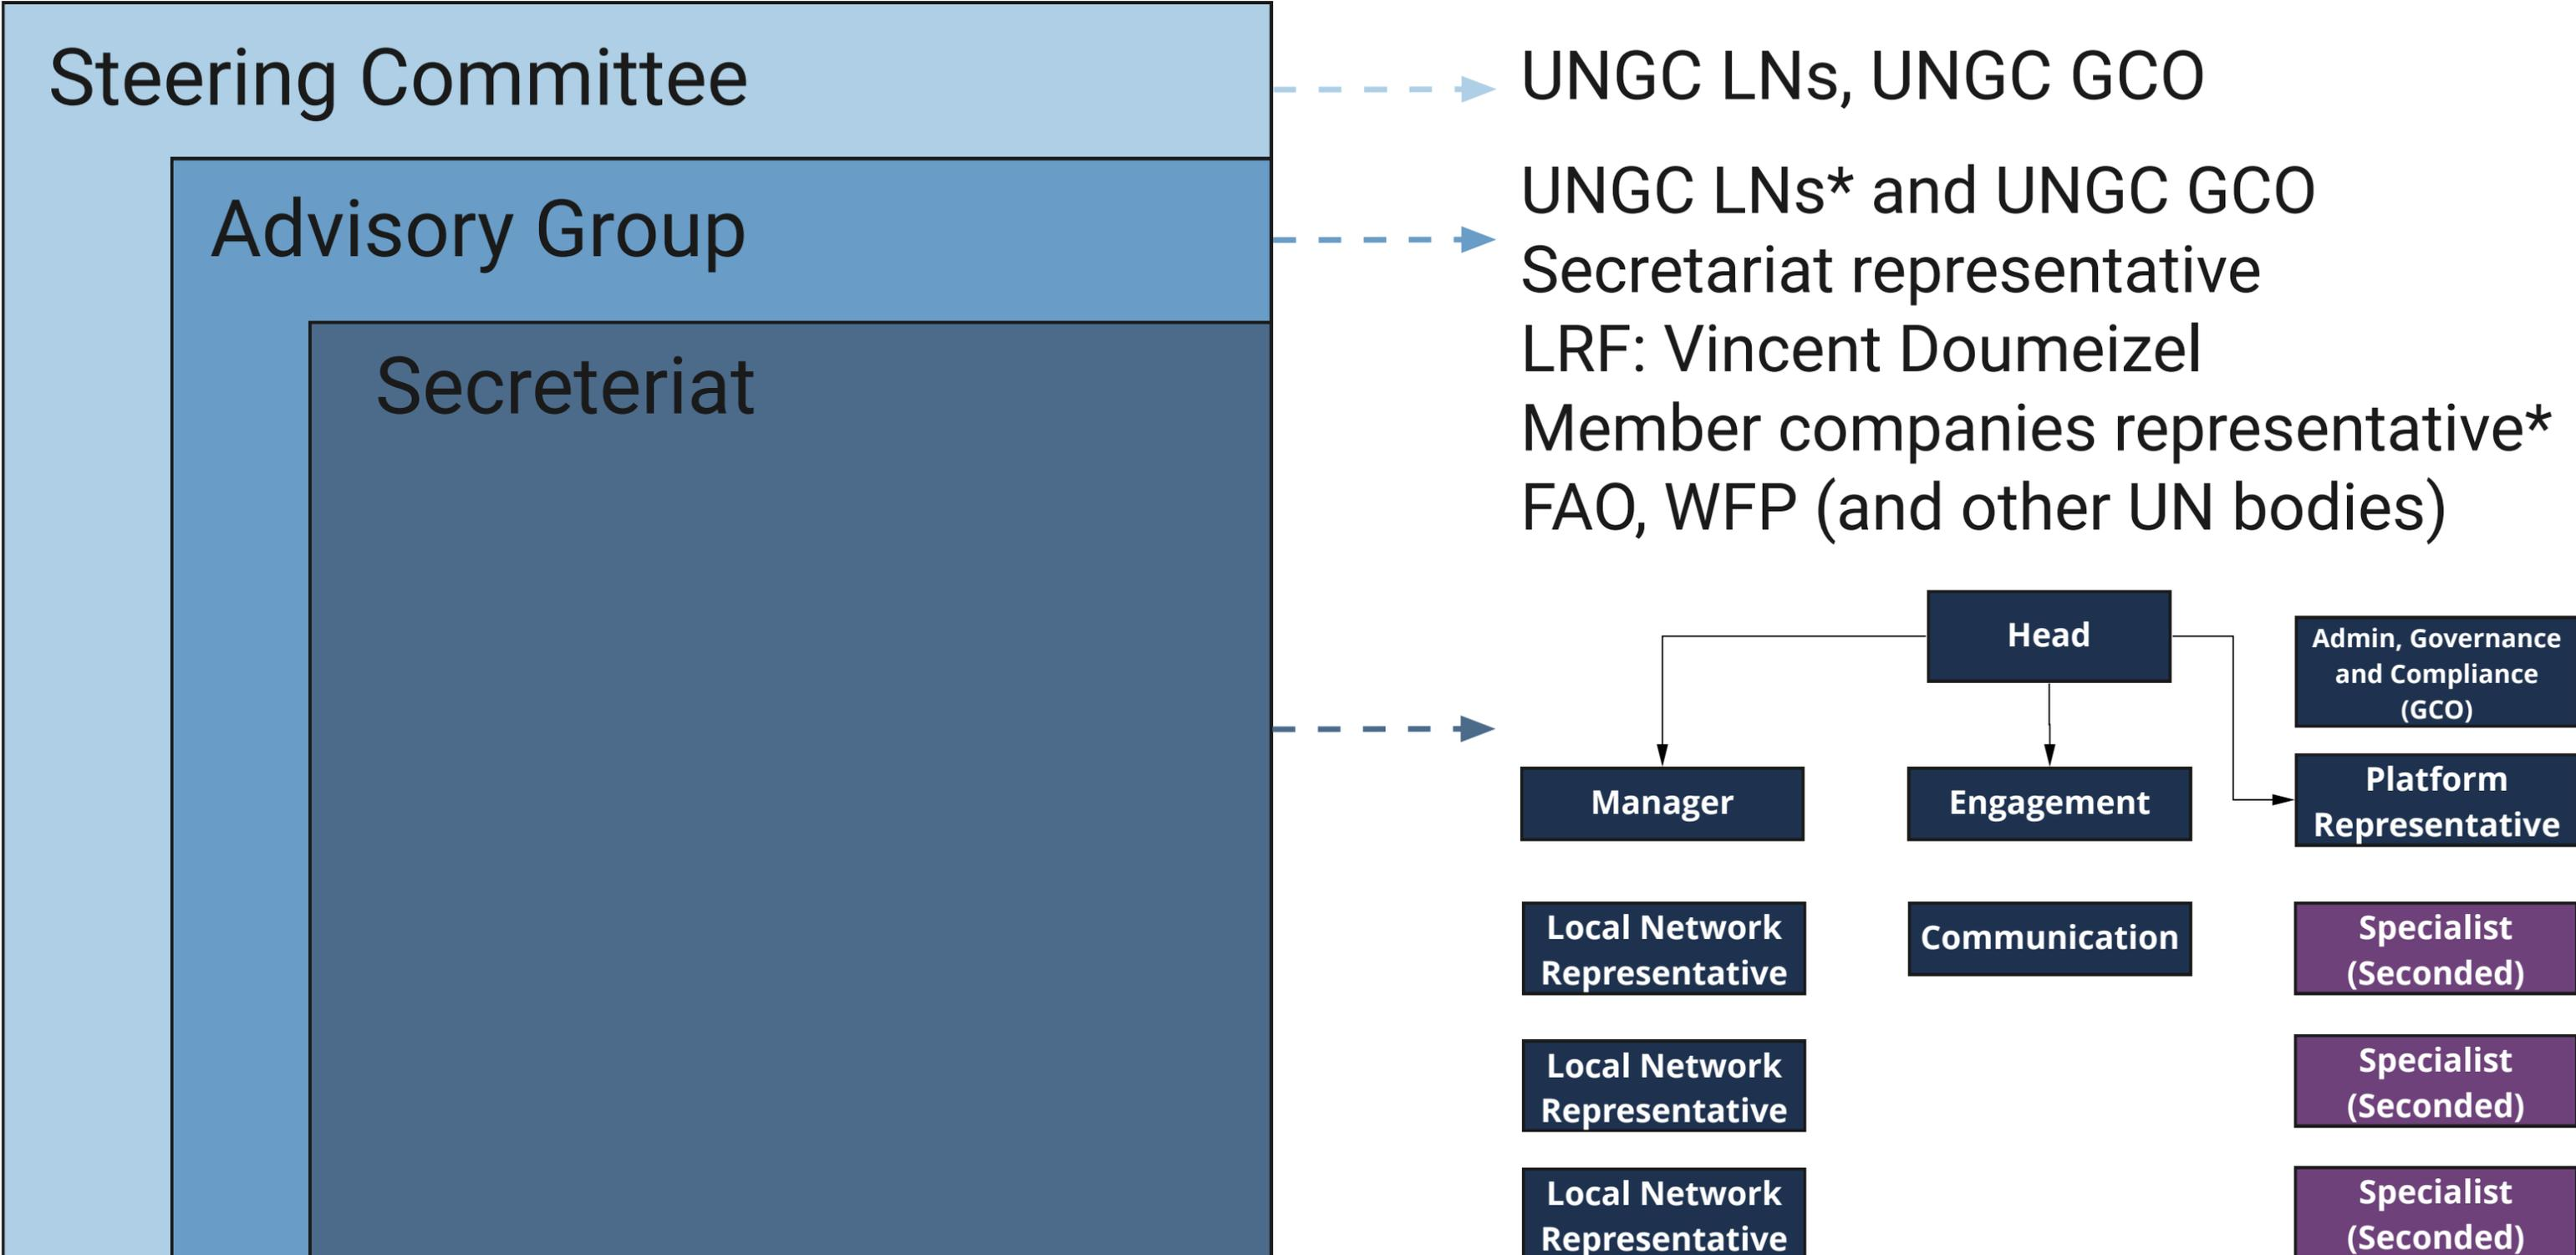 Steering Committee
UNGC LNs, UNGC GCO
Advisory Group
UNGC LNs* and UNGC GCO
Secretariat representative
LRF: Vincent Doumeizel
Member companies representative*
FAO, WFP (and other UN bodies)
Secreteriat
Head
Admin, Governance
and Compliance
(GCO)
Manager
Engagement
Platform
Representative
Local Network
Representative
Communication
Specialist
(Seconded)
Local Network
Representative
Specialist
(Seconded)
Local Network
Representative
Specialist
(Seconded)